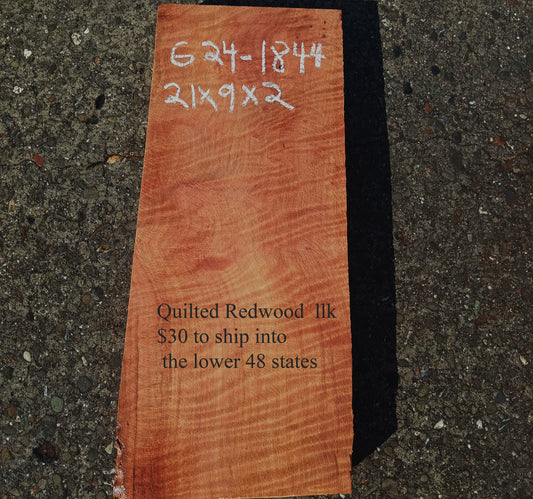 G24-1844
21x9x2
Quilted Redwood llk
$30 to ship into
the lower 48 states